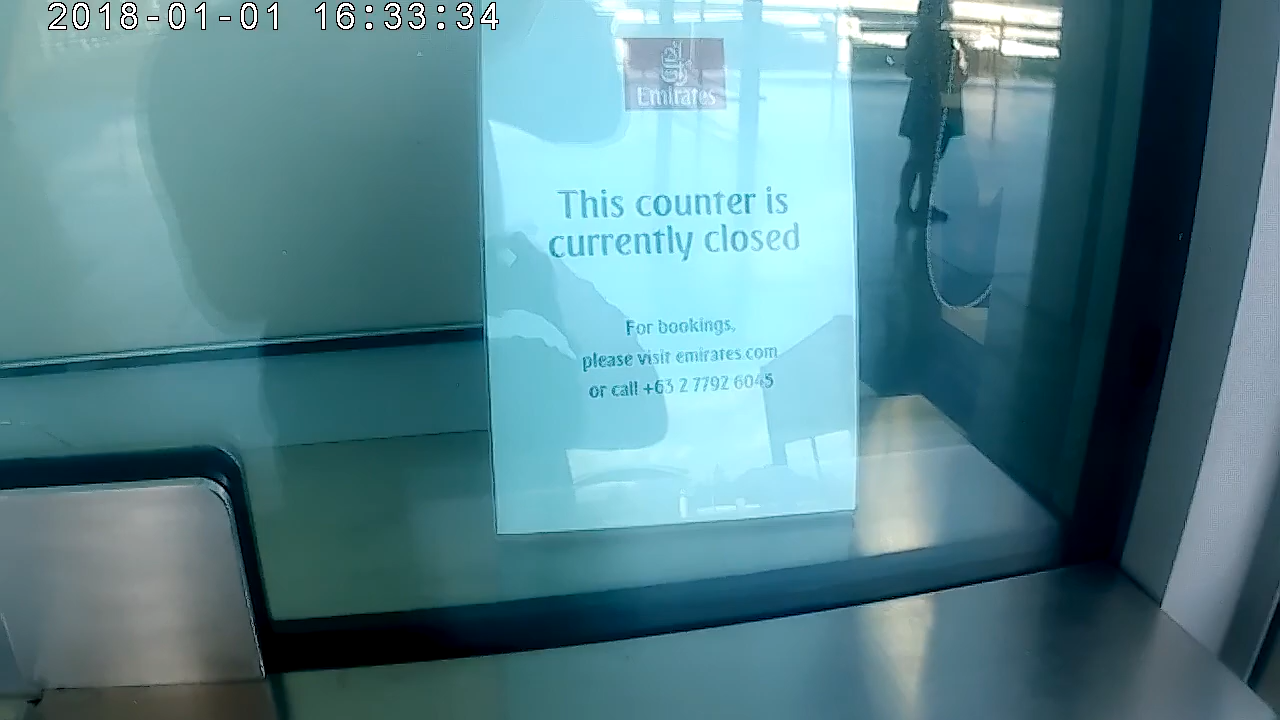 2018-01-01 16:33:34
Emirates
This counter is
currently closed
For bookings,
please visit emirates.com
or call +63 2 7792 6045